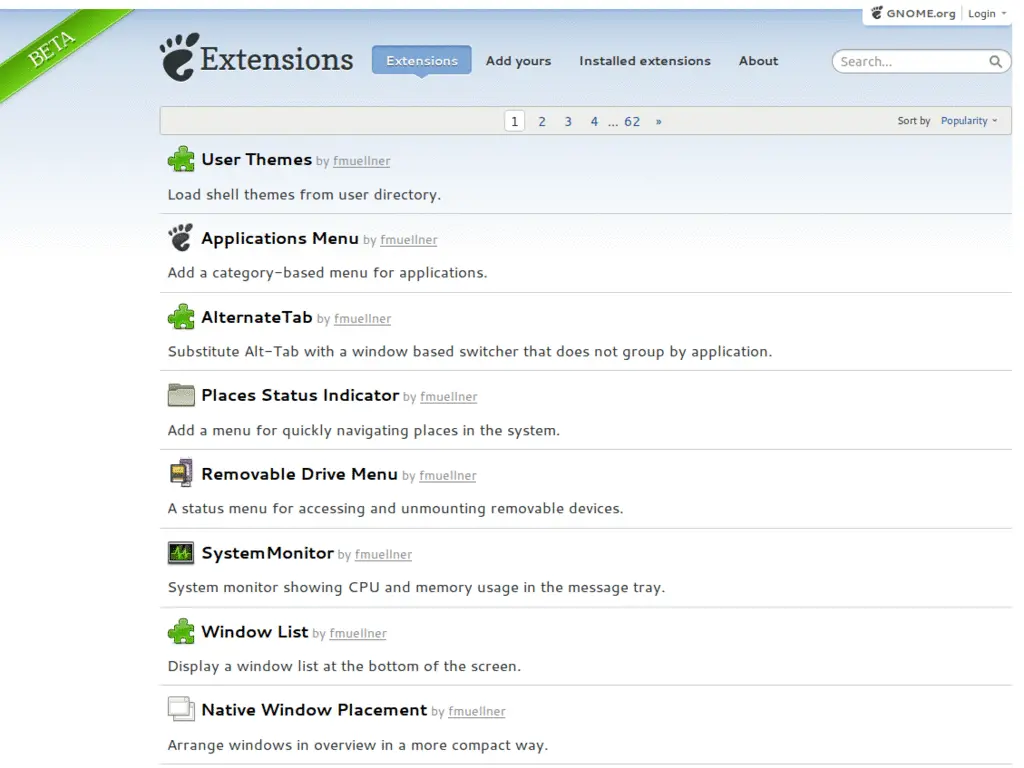 BETA
GNOME.org Login
Extensions
Extensions Add yours Installed extensions About
Search...
1 2 3 4 ... 62 »
Sort by Popularity
User Themes by fmuellner
Load shell themes from user directory.
Applications Menu by fmuellner
Add a category-based menu for applications.
AlternateTab by fmuellner
Substitute Alt-Tab with a window based switcher that does not group by application.
Places Status Indicator by fmuellner
Add a menu for quickly navigating places in the system.
Removable Drive Menu by fmuellner
A status menu for accessing and unmounting removable devices.
SystemMonitor by fmuellner
System monitor showing CPU and memory usage in the message tray.
Window List by fmuellner
Display a window list at the bottom of the screen.
Native Window Placement by fmuellner
Arrange windows in overview in a more compact way.